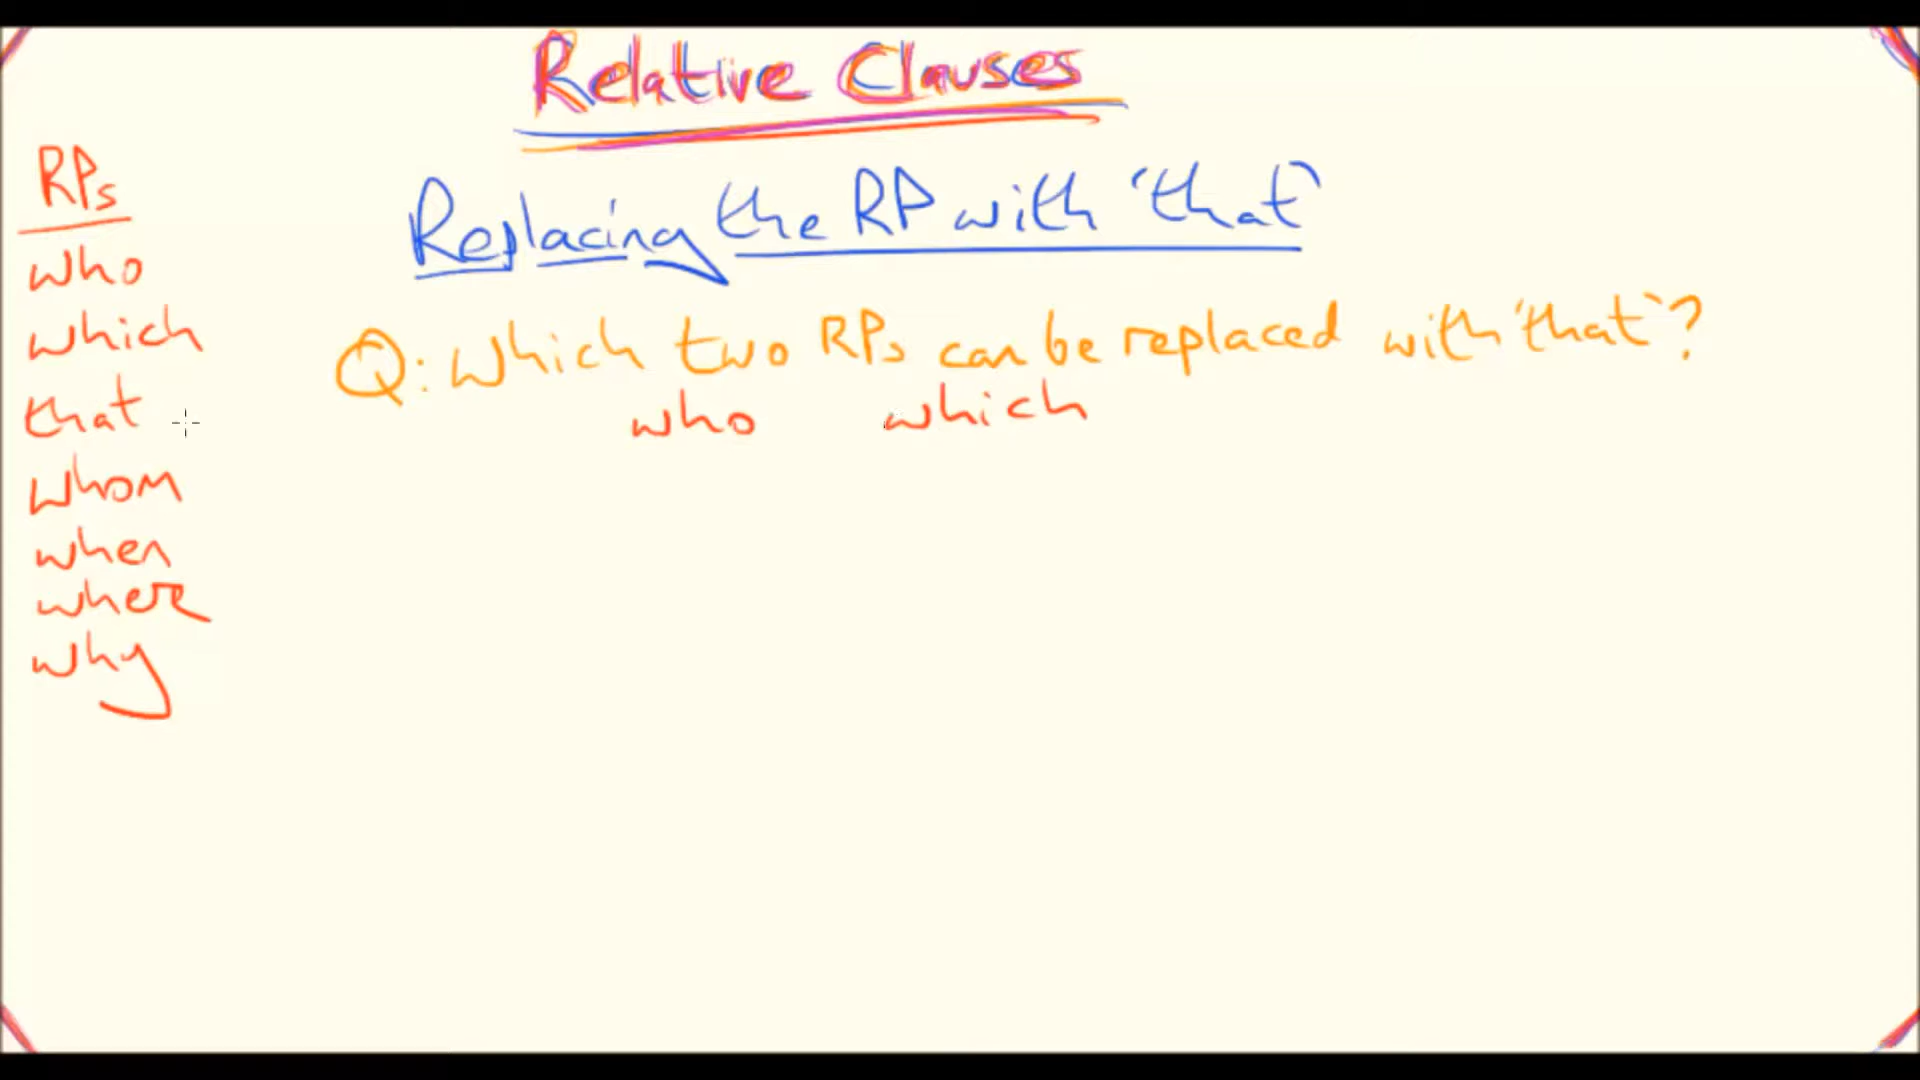 Relative Clauses
Replacing the RP with 'that'
Q: Which two RPs can be replaced with 'that'?
who which
RPs
who
which
that
whom
when
where
why